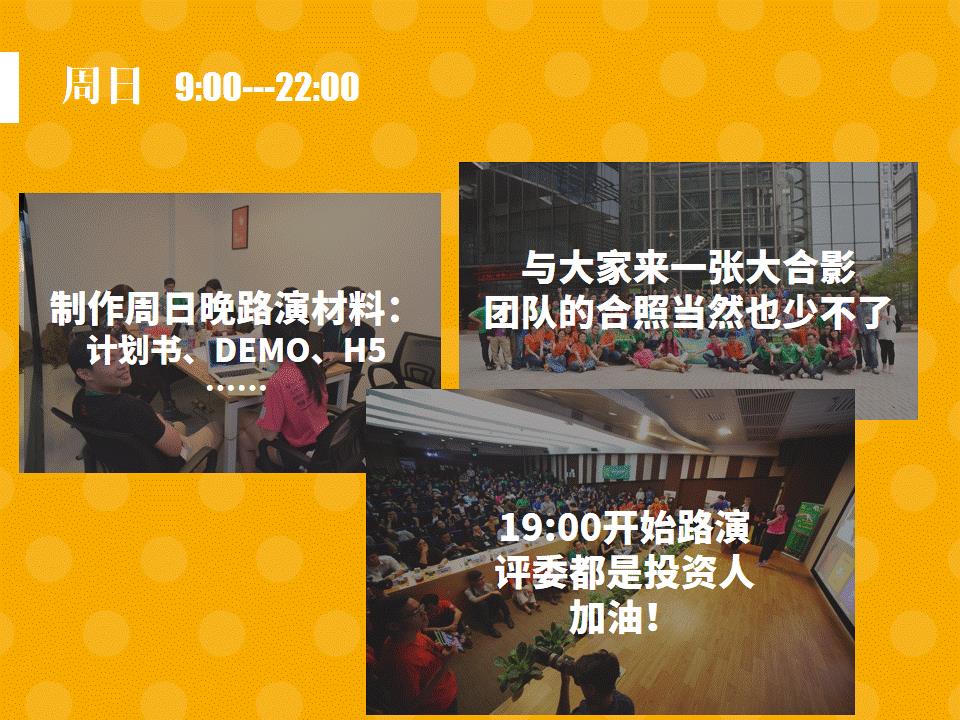 周日 9:00---22:00
与大家来一张大合影
团队的合照当然也少不了
制作周日晚路演材料：
计划书、DEMO、H5
……
19:00开始路演
评委都是投资人
加油！